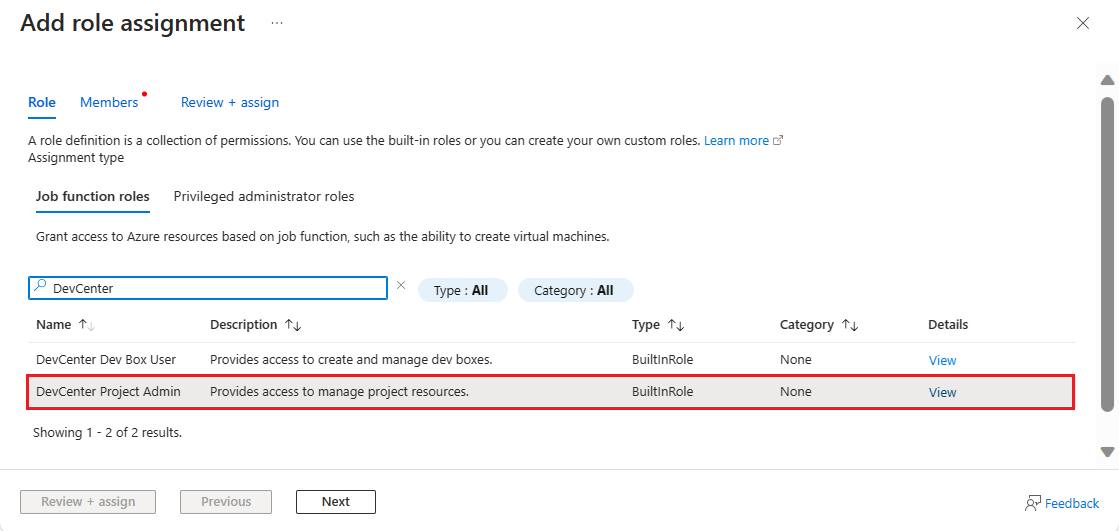 Add role assignment ...
Role Members Review + assign
A role definition is a collection of permissions. You can use the built-in roles or you can create your own custom roles. Learn more
Assignment type
Job function roles Privileged administrator roles
Grant access to Azure resources based on job function, such as the ability to create virtual machines.
DevCenter Type : All Category : All
Name Description Type Category Details
DevCenter Dev Box User Provides access to create and manage dev boxes. BuiltInRole None View
DevCenter Project Admin Provides access to manage project resources. BuiltInRole None View
Showing 1 - 2 of 2 results.
Review + assign Previous Next Feedback